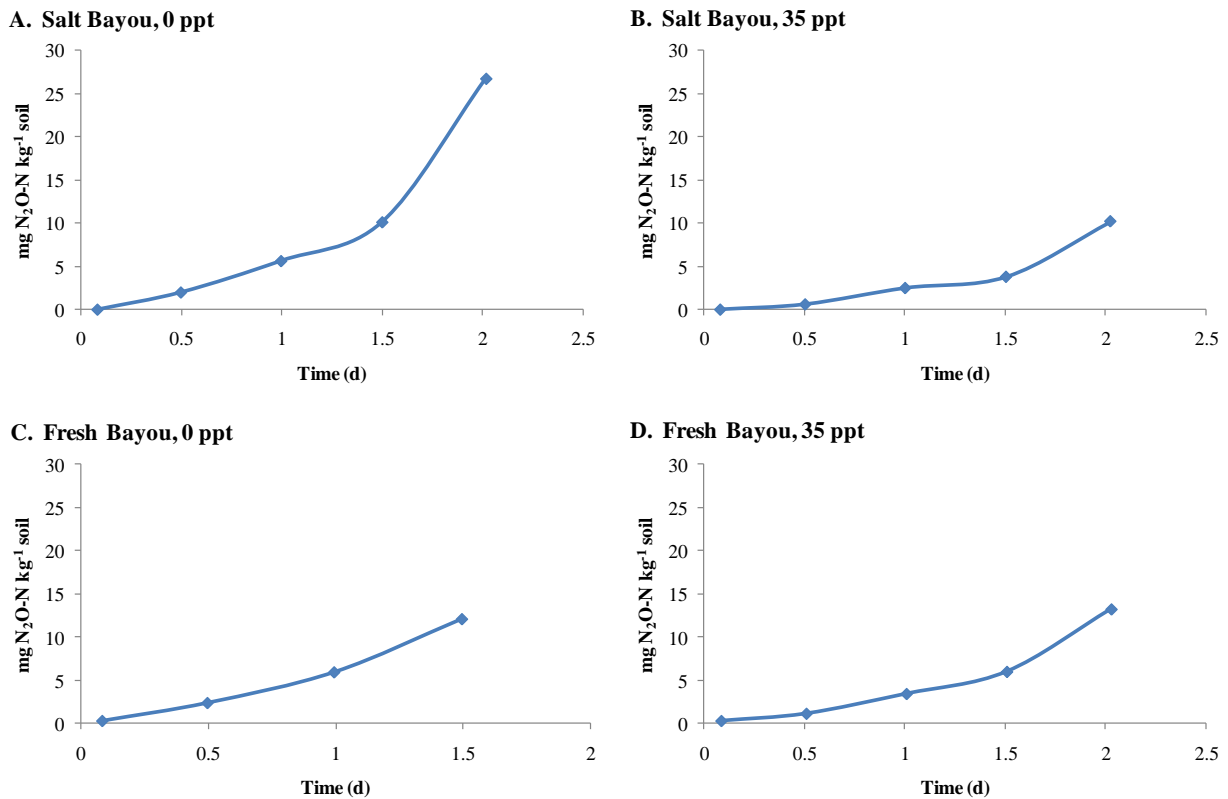 A. Salt Bayou, 0 ppt
30
25
20
15
10
5
0
mg N₂O-N kg⁻¹ soil
0 0.5 1 1.5 2 2.5
Time (d)
B. Salt Bayou, 35 ppt
30
25
20
15
10
5
0
mg N₂O-N kg⁻¹ soil
0 0.5 1 1.5 2 2.5
Time (d)
C. Fresh Bayou, 0 ppt
30
25
20
15
10
5
0
mg N₂O-N kg⁻¹ soil
0 0.5 1 1.5 2
Time (d)
D. Fresh Bayou, 35 ppt
30
25
20
15
10
5
0
mg N₂O-N kg⁻¹ soil
0 0.5 1 1.5 2 2.5
Time (d)